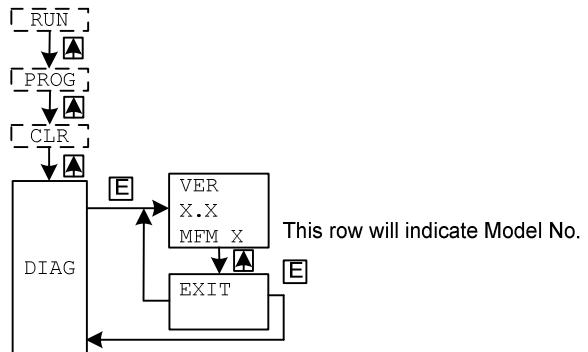 RUN
PROG
CLR
E
VER
X.X
MFM X
This row will indicate Model No.
DIAG
E
EXIT